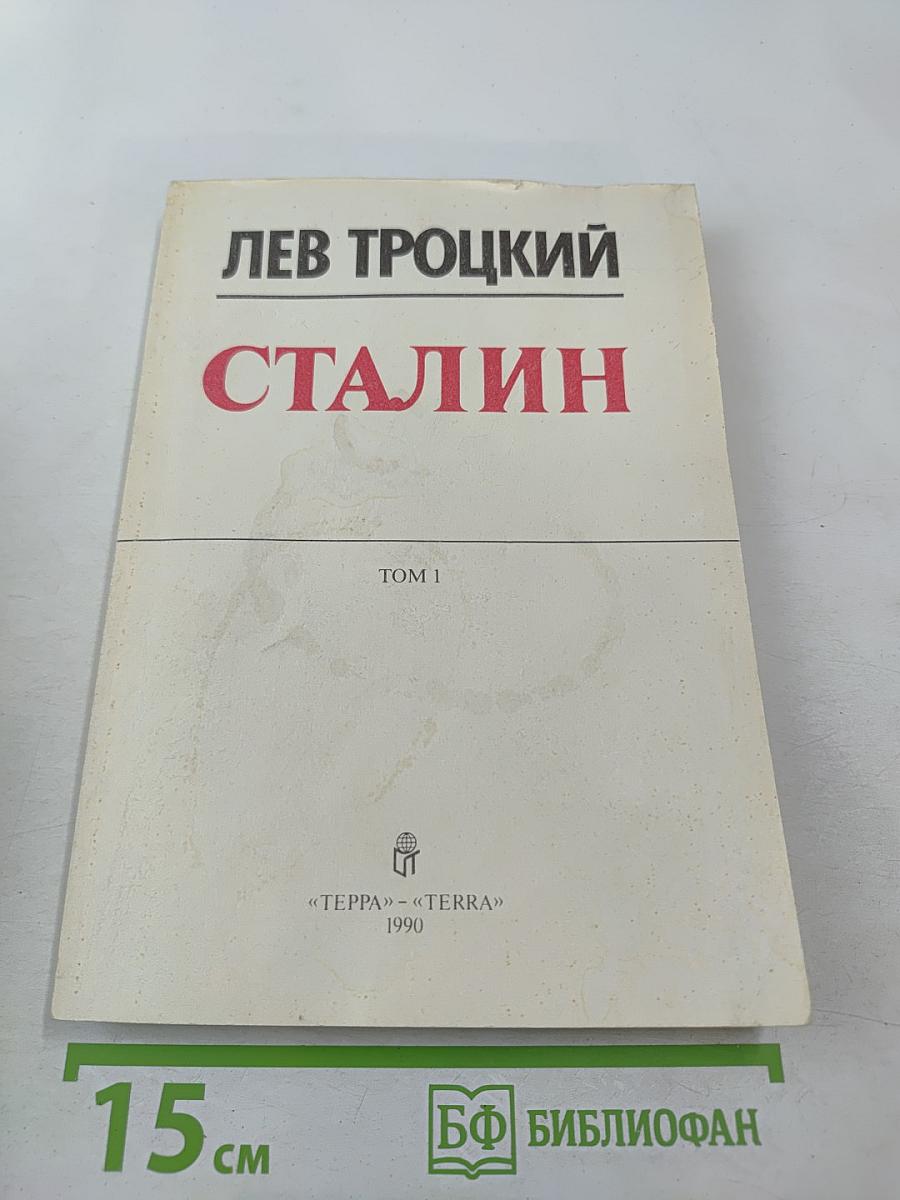 ЛЕВ ТРОЦКИЙ
СТАЛИН
ТОМ 1
«ТЕРРА» – «TERRA»
1990
15 см
БФ БИБЛИОФАН